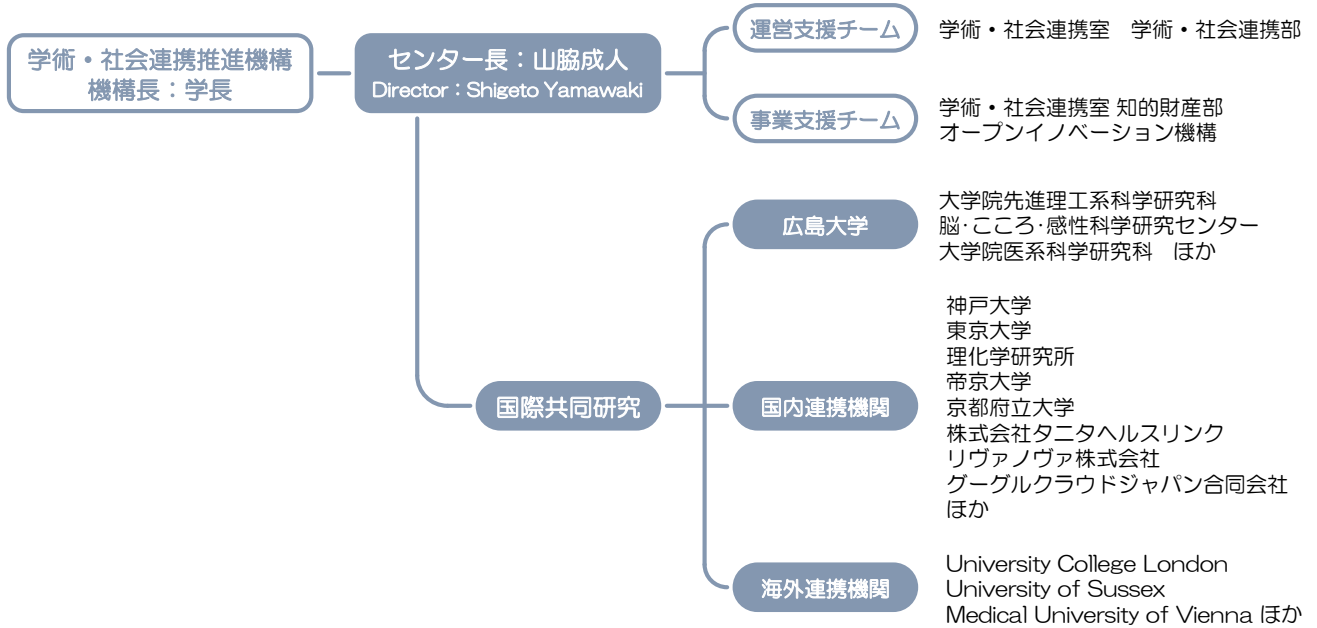 学術・社会連携推進機構
機構長：学長
センター長：山脇成人
Director：Shigeto Yamawaki
運営支援チーム
学術・社会連携室　学術・社会連携部
事業支援チーム
学術・社会連携室 知的財産部
オープンイノベーション機構
国際共同研究
広島大学
大学院先進理工系科学研究科
脳･こころ･感性科学研究センター
大学院医系科学研究科　ほか
国内連携機関
神戸大学
東京大学
理化学研究所
帝京大学
京都府立大学
株式会社タニタヘルスリンク
リヴァノヴァ株式会社
グーグルクラウドジャパン合同会社
ほか
海外連携機関
University College London
University of Sussex
Medical University of Vienna ほか